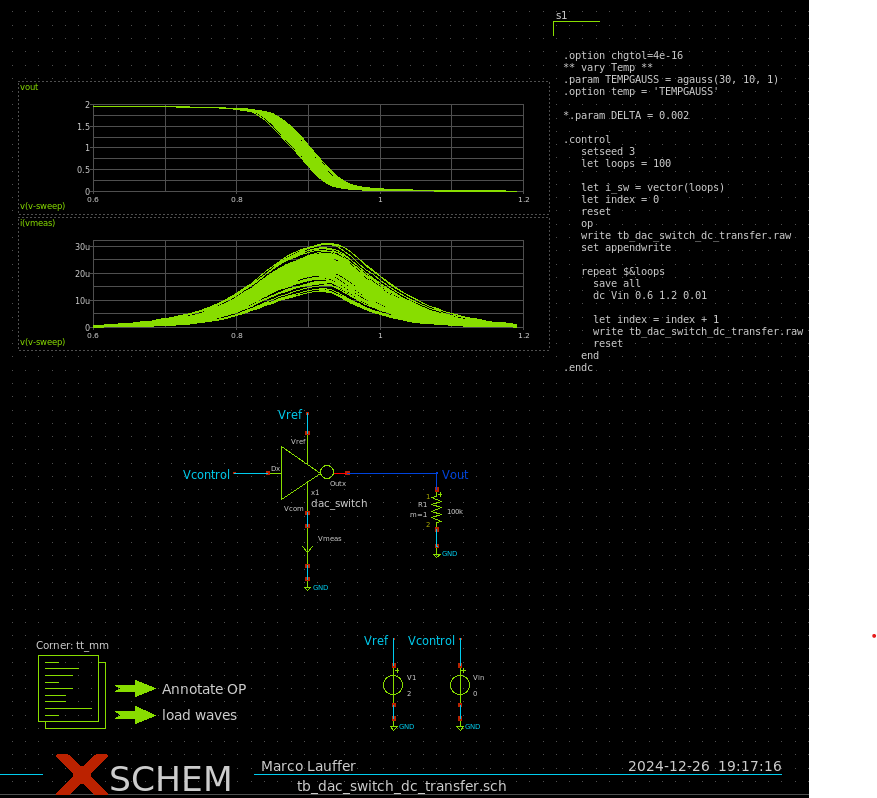 s1
.option chgtol=4e-16
** vary Temp **
.param TEMPGAUSS = agauss(30, 10, 1)
.option temp = 'TEMPGAUSS'
*.param DELTA = 0.002
.control
setseed 3
let loops = 100
let i_sw = vector(loops)
let index = 0
reset
op
write tb_dac_switch_dc_transfer.raw
set appendwrite
repeat $&loops
save all
dc Vin 0.6 1.2 0.01
let index = index + 1
write tb_dac_switch_dc_transfer.raw
reset
end
.endc
vout
2
1.5
1
0.5
0
0.6 0.8 1 1.2
v(v-sweep)
i(vmeas)
30u
20u
10u
0
0.6 0.8 1 1.2
v(v-sweep)
Vref
Vref
Vcontrol
Dx
Outx
Vout
x1
dac_switch
Vcom
1
R1
m=1
100k
2
Vmeas
GND
GND
Corner: tt_mm
Annotate OP
load waves
Vref Vcontrol
V1
2
Vin
0
GND
GND
XSCHEM
Marco Lauffer
2024-12-26 19:17:16
tb_dac_switch_dc_transfer.sch